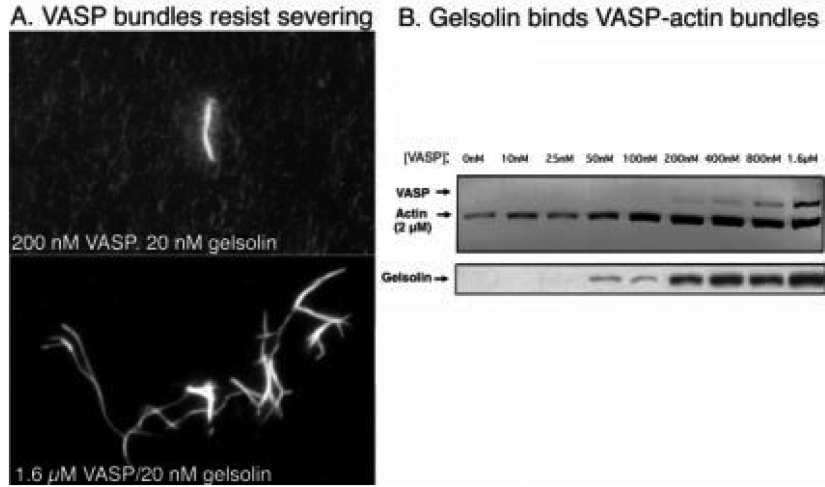 A. VASP bundles resist severing
B. Gelsolin binds VASP-actin bundles
200 nM VASP. 20 nM gelsolin
1.6 µM VASP/20 nM gelsolin
[VASP]: 0nM 10nM 25nM 50nM 100nM 200nM 400nM 800nM 1.6µM
VASP
Actin
(2 µM)
Gelsolin